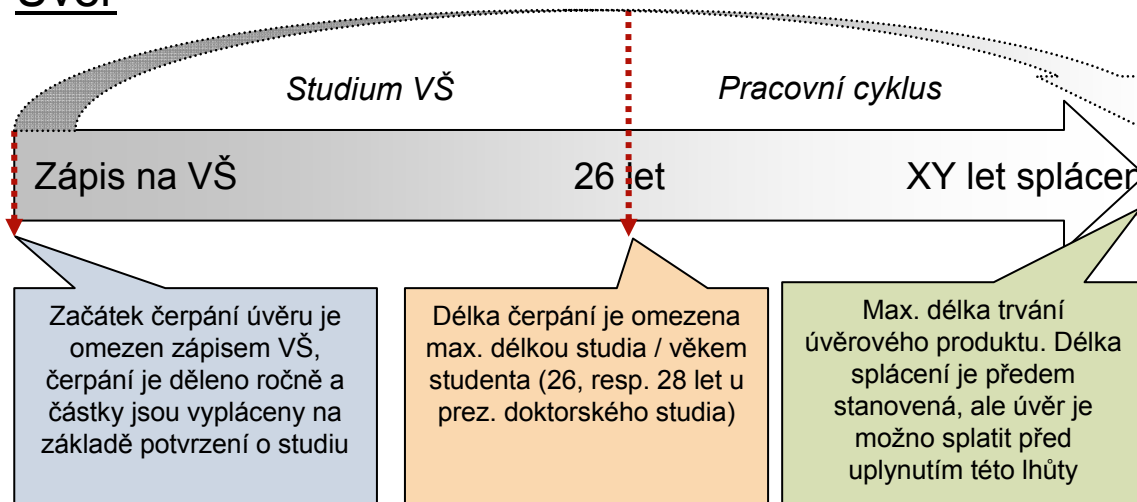 Úvěr
Studium VŠ
Pracovní cyklus
Zápis na VŠ
26 let
XY let splácen
Začátek čerpání úvěru je
omezen zápisem VŠ,
čerpání je děleno ročně a
částky jsou vypláceny na
základě potvrzení o studiu
Délka čerpání je omezena
max. délkou studia / věkem
studenta (26, resp. 28 let u
prez. doktorského studia)
Max. délka trvání
úvěrového produktu. Délka
splácení je předem
stanovená, ale úvěr je
možno splatit před
uplynutím této lhůty